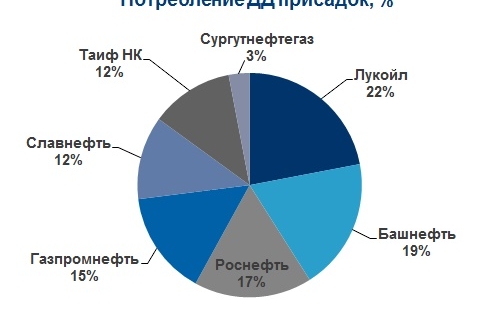 Потребление ДД присадок, %
Сургутнефтегаз
3%
Таиф НК
12%
Лукойл
22%
Славнефть
12%
Башнефть
19%
Газпромнефть
15%
Роснефть
17%